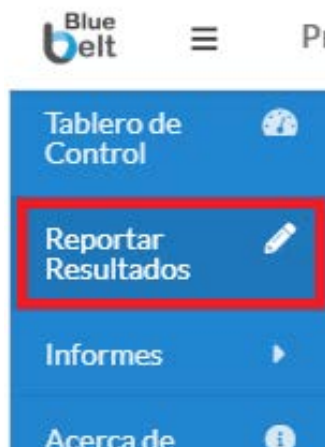 Blue
belt
Pr
Tablero de
Control
Reportar
Resultados
Informes
Acerca de